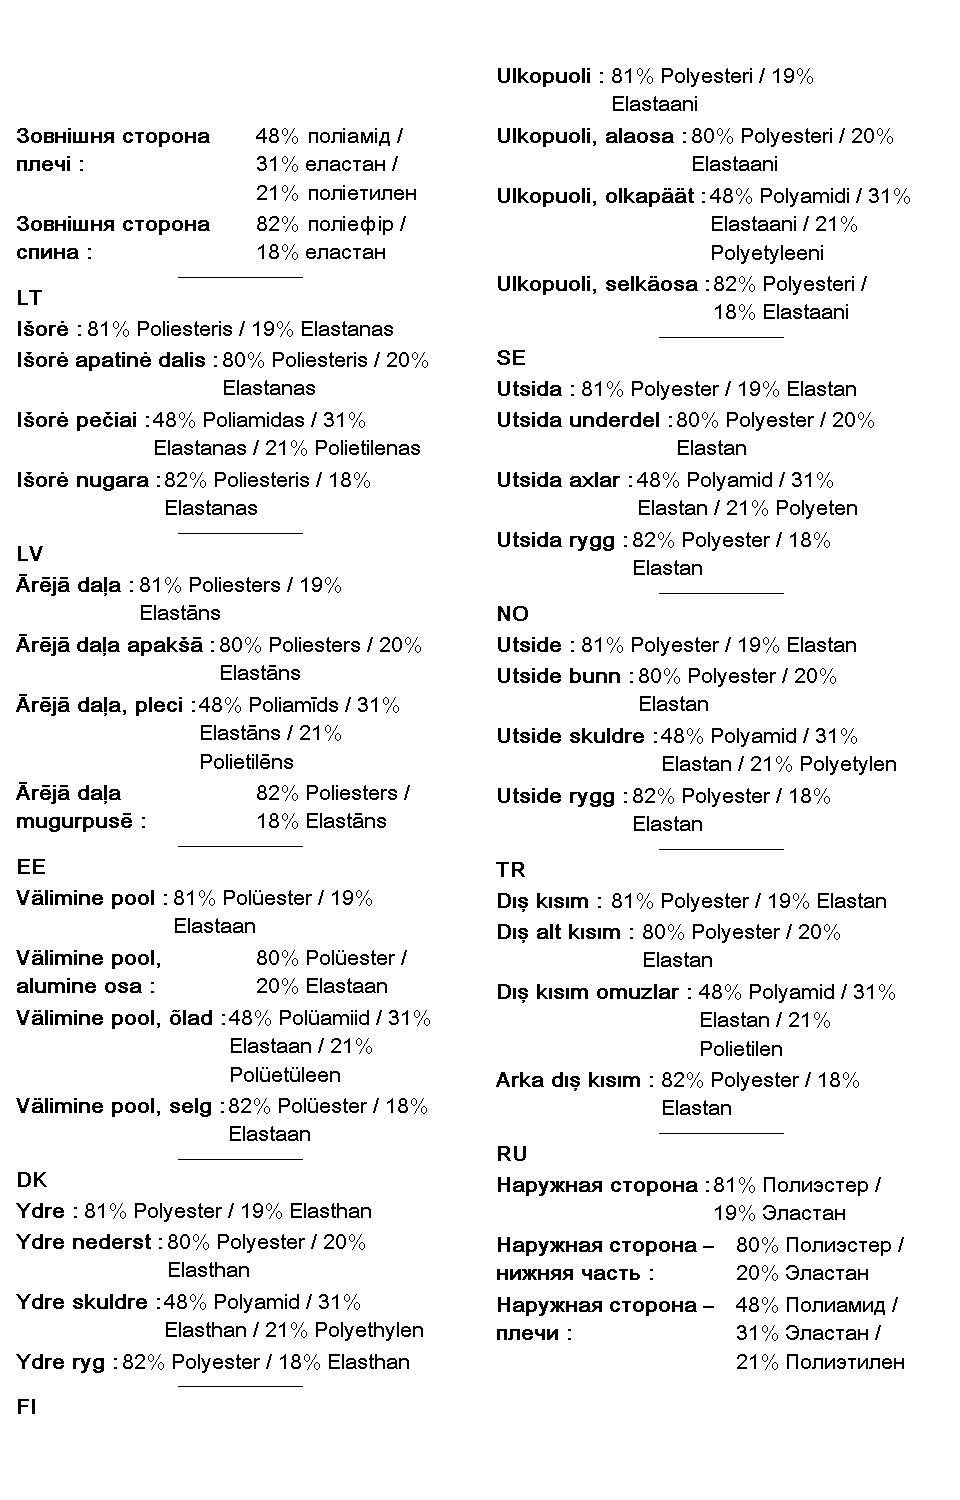 Зовнішня сторона 48% поліамід /
плечі : 31% еластан /
21% поліетилен
Зовнішня сторона 82% поліефір /
спина : 18% еластан
LT
Išorė : 81% Poliesteris / 19% Elastanas
Išorė apatinė dalis : 80% Poliesteris / 20%
Elastanas
Išorė pečiai : 48% Poliamidas / 31%
Elastanas / 21% Polietilenas
Išorė nugara : 82% Poliesteris / 18%
Elastanas
LV
Ārējā daļa : 81% Poliesters / 19%
Elastāns
Ārējā daļa apakšā : 80% Poliesters / 20%
Elastāns
Ārējā daļa, pleci : 48% Poliamīds / 31%
Elastāns / 21%
Polietilēns
Ārējā daļa 82% Poliesters /
mugurpusē : 18% Elastāns
EE
Välimine pool : 81% Polüester / 19%
Elastaan
Välimine pool, 80% Polüester /
alumine osa : 20% Elastaan
Välimine pool, õlad : 48% Polüamiid / 31%
Elastaan / 21%
Polüetüleen
Välimine pool, selg : 82% Polüester / 18%
Elastaan
DK
Ydre : 81% Polyester / 19% Elasthan
Ydre nederst : 80% Polyester / 20%
Elasthan
Ydre skuldre : 48% Polyamid / 31%
Elasthan / 21% Polyethylen
Ydre ryg : 82% Polyester / 18% Elasthan
FI
Ulkopuoli : 81% Polyesteri / 19%
Elastaani
Ulkopuoli, alaosa : 80% Polyesteri / 20%
Elastaani
Ulkopuoli, olkapäät : 48% Polyamidi / 31%
Elastaani / 21%
Polyetyleeni
Ulkopuoli, selkäosa : 82% Polyesteri /
18% Elastaani
SE
Utsida : 81% Polyester / 19% Elastan
Utsida underdel : 80% Polyester / 20%
Elastan
Utsida axlar : 48% Polyamid / 31%
Elastan / 21% Polyeten
Utsida rygg : 82% Polyester / 18%
Elastan
NO
Utside : 81% Polyester / 19% Elastan
Utside bunn : 80% Polyester / 20%
Elastan
Utside skuldre : 48% Polyamid / 31%
Elastan / 21% Polyetylen
Utside rygg : 82% Polyester / 18%
Elastan
TR
Dış kısım : 81% Polyester / 19% Elastan
Dış alt kısım : 80% Polyester / 20%
Elastan
Dış kısım omuzlar : 48% Polyamid / 31%
Elastan / 21%
Polietilen
Arka dış kısım : 82% Polyester / 18%
Elastan
RU
Наружная сторона : 81% Полиэстер /
19% Эластан
Наружная сторона – 80% Полиэстер /
нижняя часть : 20% Эластан
Наружная сторона – 48% Полиамид /
плечи : 31% Эластан /
21% Полиэтилен